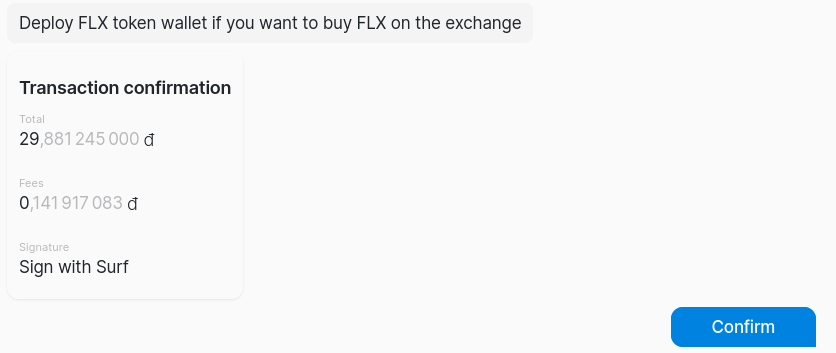 Deploy FLX token wallet if you want to buy FLX on the exchange
Transaction confirmation
Total
29,881 245 000 đ
Fees
0,141 917 083 đ
Signature
Sign with Surf
Confirm